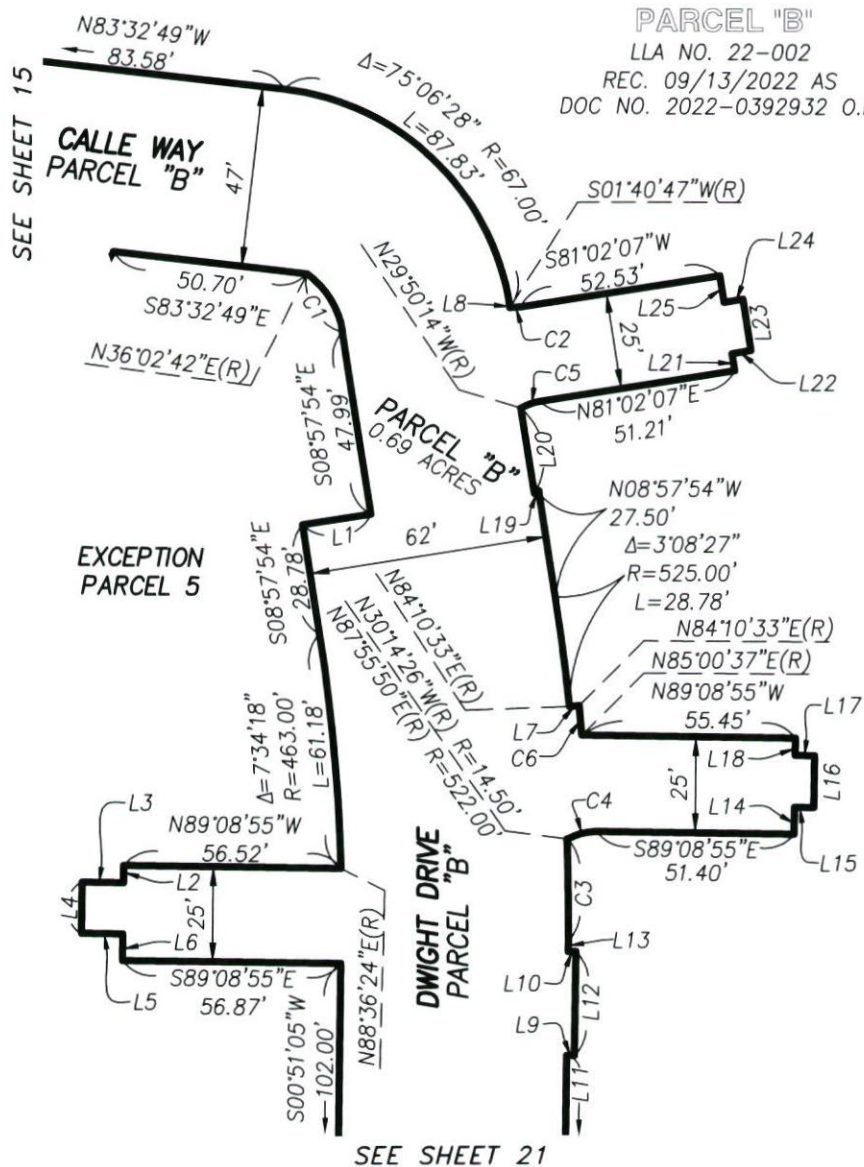 PARCEL "B"
LLA NO. 22-002
REC. 09/13/2022 AS
DOC NO. 2022-0392932 O.
N83°32'49"W
83.58'
Δ=75°06'28" R=67.00'
L=87.83'
SEE SHEET 15
CALLE WAY
PARCEL "B"
47'
S01°40'47"W(R)
S81°02'07"W
52.53'
L24
L8
L25
L23
C2
25'
L21
L22
50.70'
S83°32'49"E
C1
N29°50'14"W(R)
C5
N81°02'07"E
51.21'
N36°02'42"E(R)
S08°57'54"E
47.99'
PARCEL "B"
0.69 ACRES
L20
L19
N08°57'54"W
27.50'
L1
62'
Δ=3°08'27"
R=525.00'
L=28.78'
EXCEPTION
PARCEL 5
S08°57'54"E
28.78'
N84°10'33"E(R)
N30°14'26"W(R) R=14.50'
N87°55'50"E(R) R=522.00'
N84°10'33"E(R)
N85°00'37"E(R)
N89°08'55"W
55.45'
L17
L7
C6
L18
L16
25'
Δ=7°34'18"
R=463.00'
L=61.18'
L14
L15
C4
S89°08'55"E
51.40'
L3
N89°08'55"W
56.52'
L2
L4
25'
L6
L5
S89°08'55"E
56.87'
N88°36'24"E(R)
DWIGHT DRIVE
PARCEL "B"
C3
L13
L10
L12
L9
L11
S00°51'05"W
102.00'
SEE SHEET 21